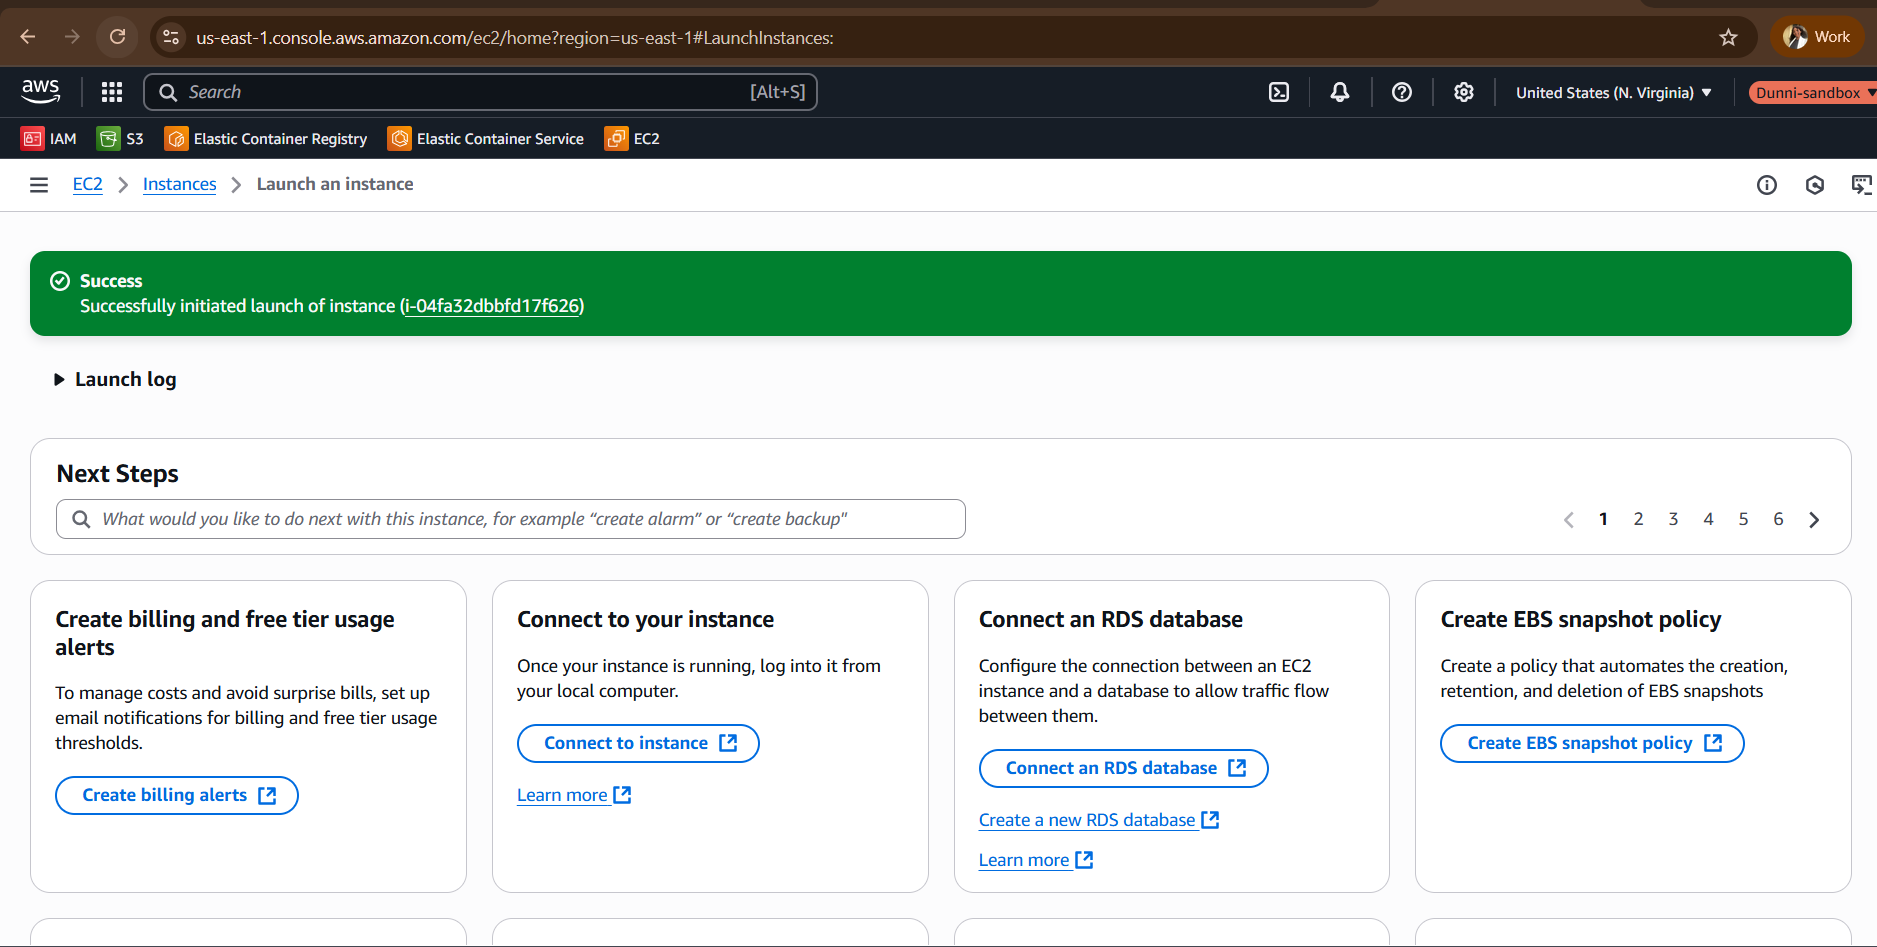 us-east-1.console.aws.amazon.com/ec2/home?region=us-east-1#LaunchInstances:
Work
aws
Search
[Alt+S]
United States (N. Virginia)
Dunni-sandbox
IAM
S3
Elastic Container Registry
Elastic Container Service
EC2
EC2
Instances
Launch an instance
Success
Successfully initiated launch of instance (i-04fa32dbbfd17f626)
Launch log
Next Steps
What would you like to do next with this instance, for example “create alarm” or “create backup"
1 2 3 4 5 6
Create billing and free tier usage
alerts
To manage costs and avoid surprise bills, set up
email notifications for billing and free tier usage
thresholds.
Create billing alerts
Connect to your instance
Once your instance is running, log into it from
your local computer.
Connect to instance
Learn more
Connect an RDS database
Configure the connection between an EC2
instance and a database to allow traffic flow
between them.
Connect an RDS database
Create a new RDS database
Learn more
Create EBS snapshot policy
Create a policy that automates the creation,
retention, and deletion of EBS snapshots
Create EBS snapshot policy